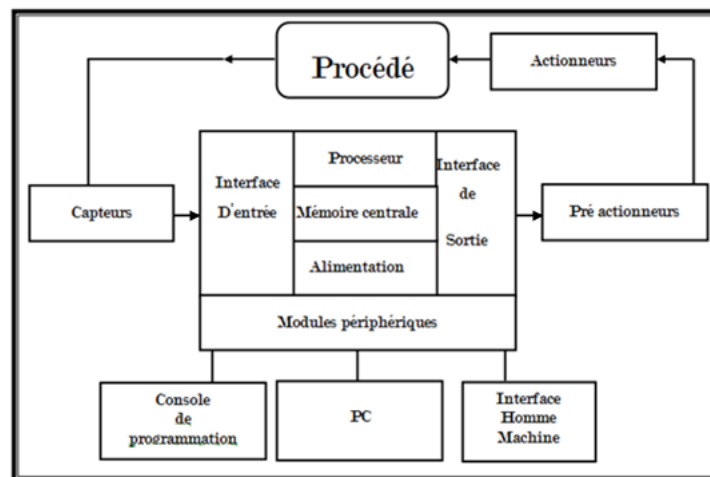 Procédé
Actionneurs
Capteurs
Interface
D'entrée
Processeur
Mémoire centrale
Alimentation
Interface
de
Sortie
Pré actionneurs
Modules périphériques
Console
de
programmation
PC
Interface
Homme
Machine